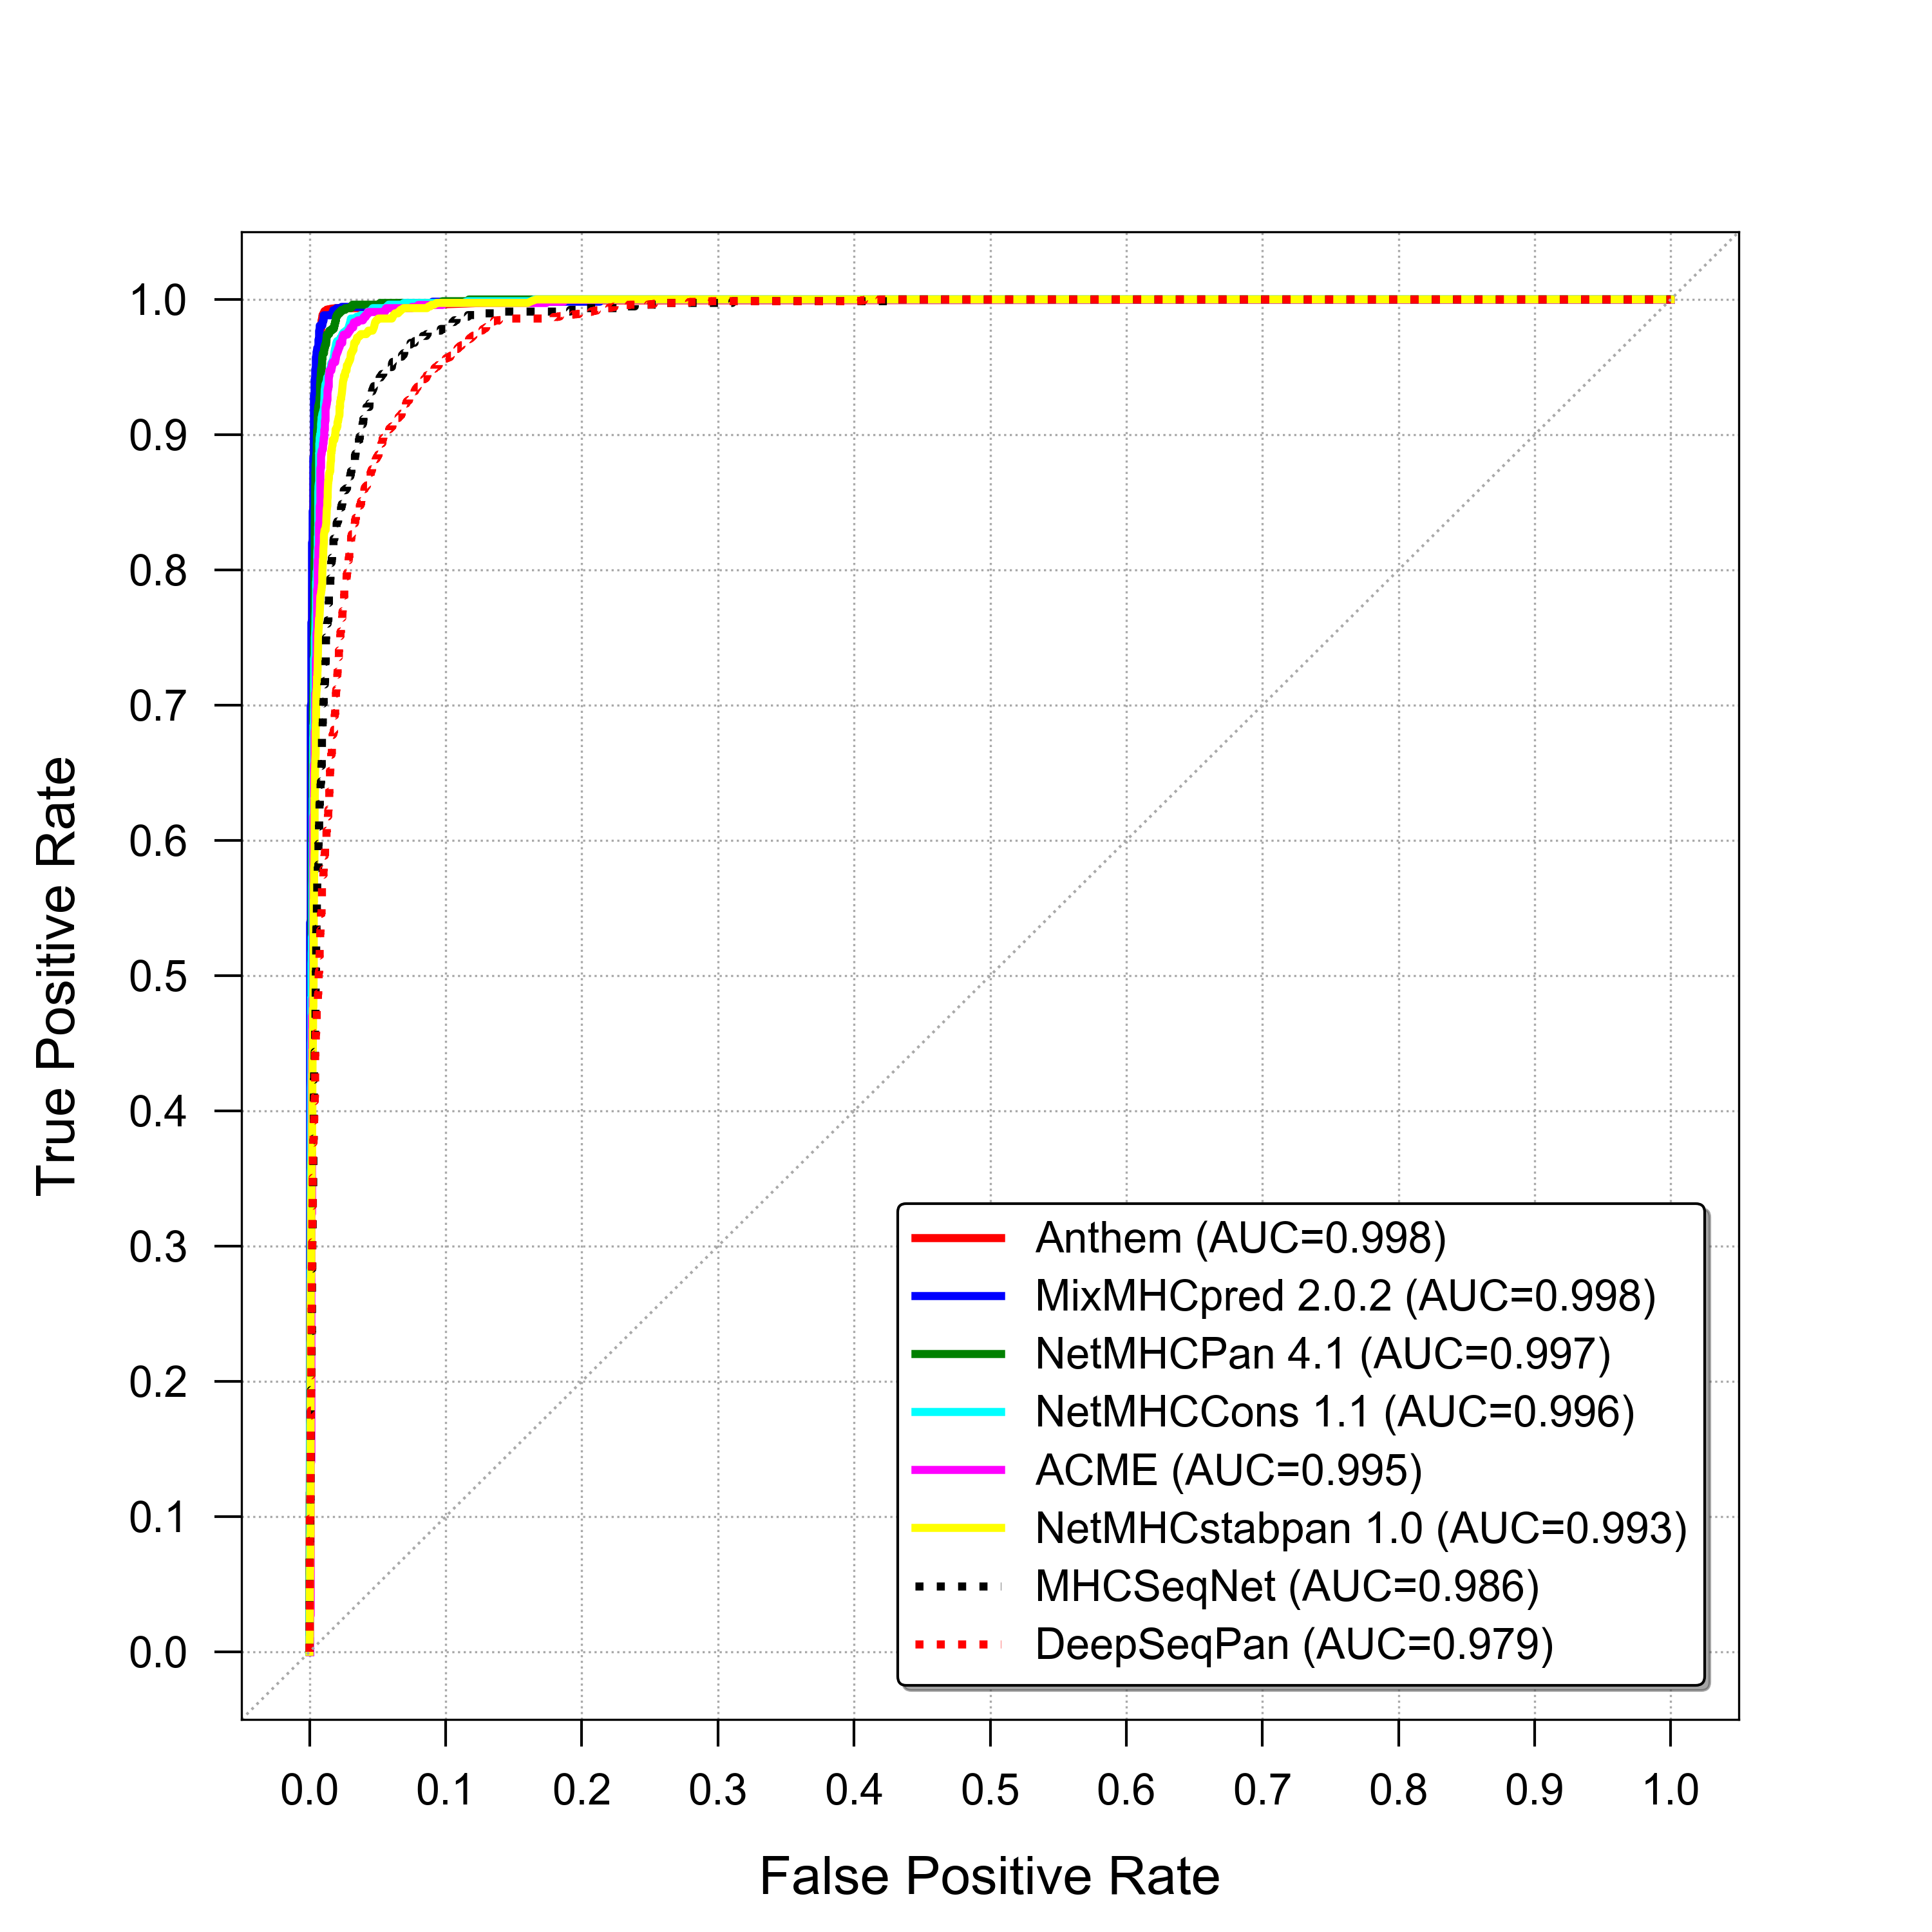 1.0
0.9
0.8
0.7
0.6
0.5
0.4
0.3
0.2
0.1
0.0
True Positive Rate
Anthem (AUC=0.998)
MixMHCpred 2.0.2 (AUC=0.998)
NetMHCPan 4.1 (AUC=0.997)
NetMHCCons 1.1 (AUC=0.996)
ACME (AUC=0.995)
NetMHCstabpan 1.0 (AUC=0.993)
MHCSeqNet (AUC=0.986)
DeepSeqPan (AUC=0.979)
0.0 0.1 0.2 0.3 0.4 0.5 0.6 0.7 0.8 0.9 1.0
False Positive Rate